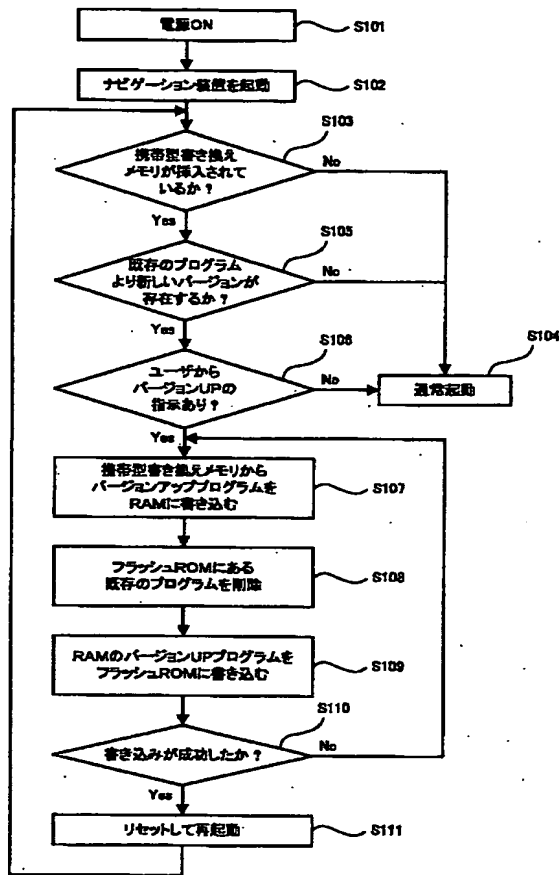 電源ON
S101
ナビゲーション装置を起動
S102
S103
携帯型書き換え
メモリが挿入されて
いるか?
No
Yes
S105
既存のプログラム
より新しいバージョンが
存在するか?
No
Yes
S106
S104
ユーザから
バージョンUPの
指示あり?
No
通常起動
Yes
携帯型書き換えメモリから
バージョンアッププログラムを
RAMに書き込む
S107
フラッシュROMにある
既存のプログラムを削除
S108
RAMのバージョンUPプログラムを
フラッシュROMに書き込む
S109
S110
書き込みが成功したか?
No
Yes
リセットして再起動
S111